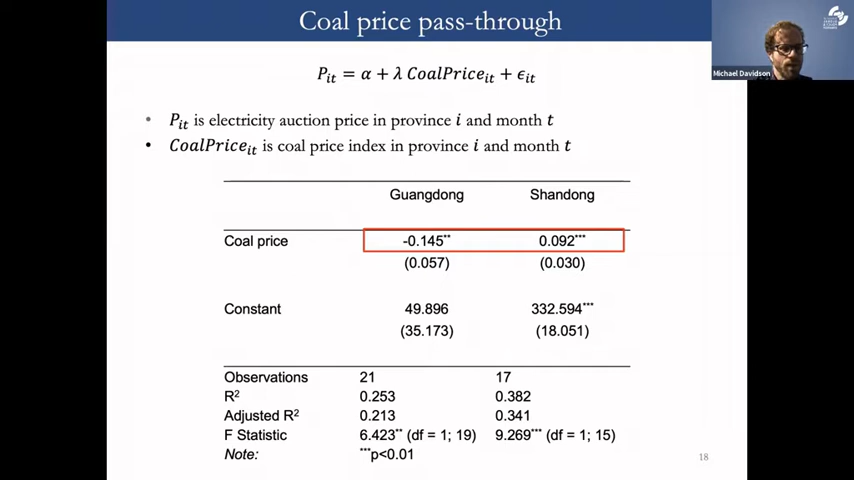 Coal price pass-through
P_it = α + λ CoalPrice_it + ϵ_it
Michael Davidson
• P_it is electricity auction price in province i and month t
• CoalPrice_it is coal price index in province i and month t
Guangdong Shandong
Coal price -0.145** 0.092***
(0.057) (0.030)
Constant 49.896 332.594***
(35.173) (18.051)
Observations 21 17
R² 0.253 0.382
Adjusted R² 0.213 0.341
F Statistic 6.423** (df = 1; 19) 9.269*** (df = 1; 15)
Note: ***p<0.01
18